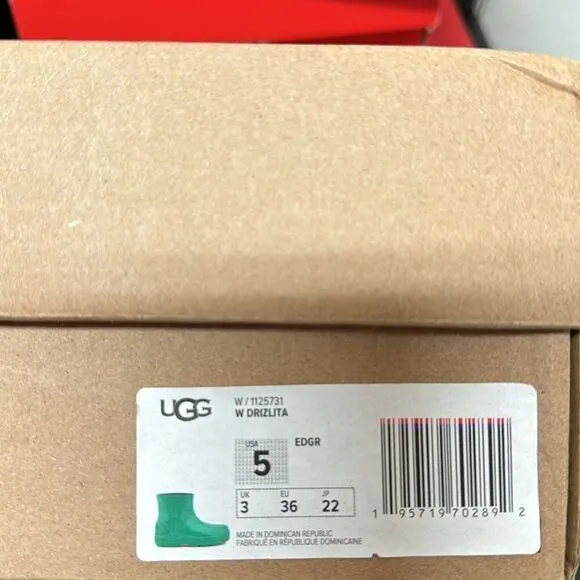 UGG
W / 1125731
W DRIZLITA
USA
5
EDGR
UK EU JP
3 36 22
1 95719 70289 2
MADE IN DOMINICAN REPUBLIC
FABRIQUÉ EN RÉPUBLIQUE DOMINICAINE